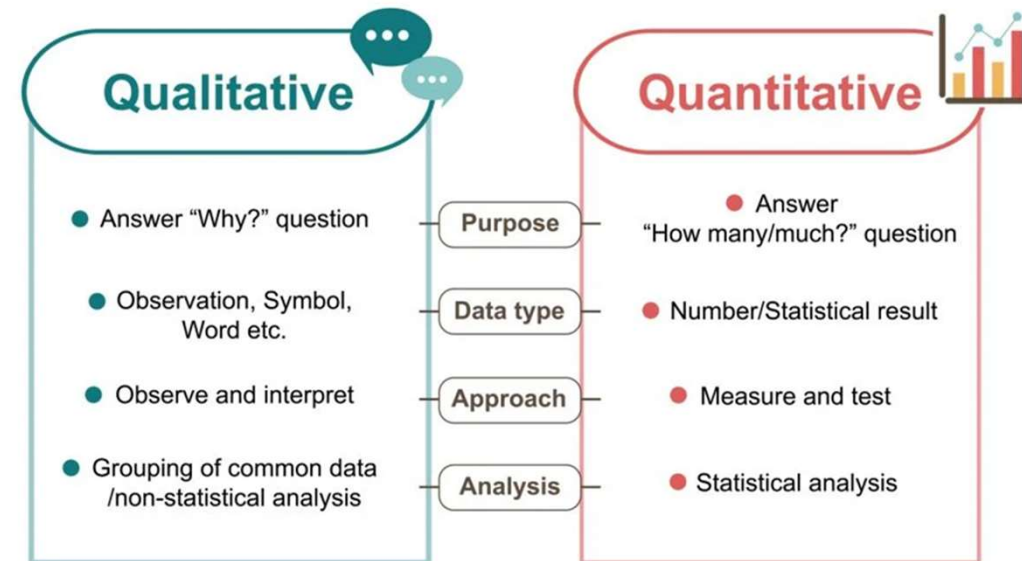 Qualitative
Quantitative
Answer “Why?” question
Purpose
Answer
“How many/much?” question
Observation, Symbol,
Word etc.
Data type
Number/Statistical result
Observe and interpret
Approach
Measure and test
Grouping of common data
/non-statistical analysis
Analysis
Statistical analysis